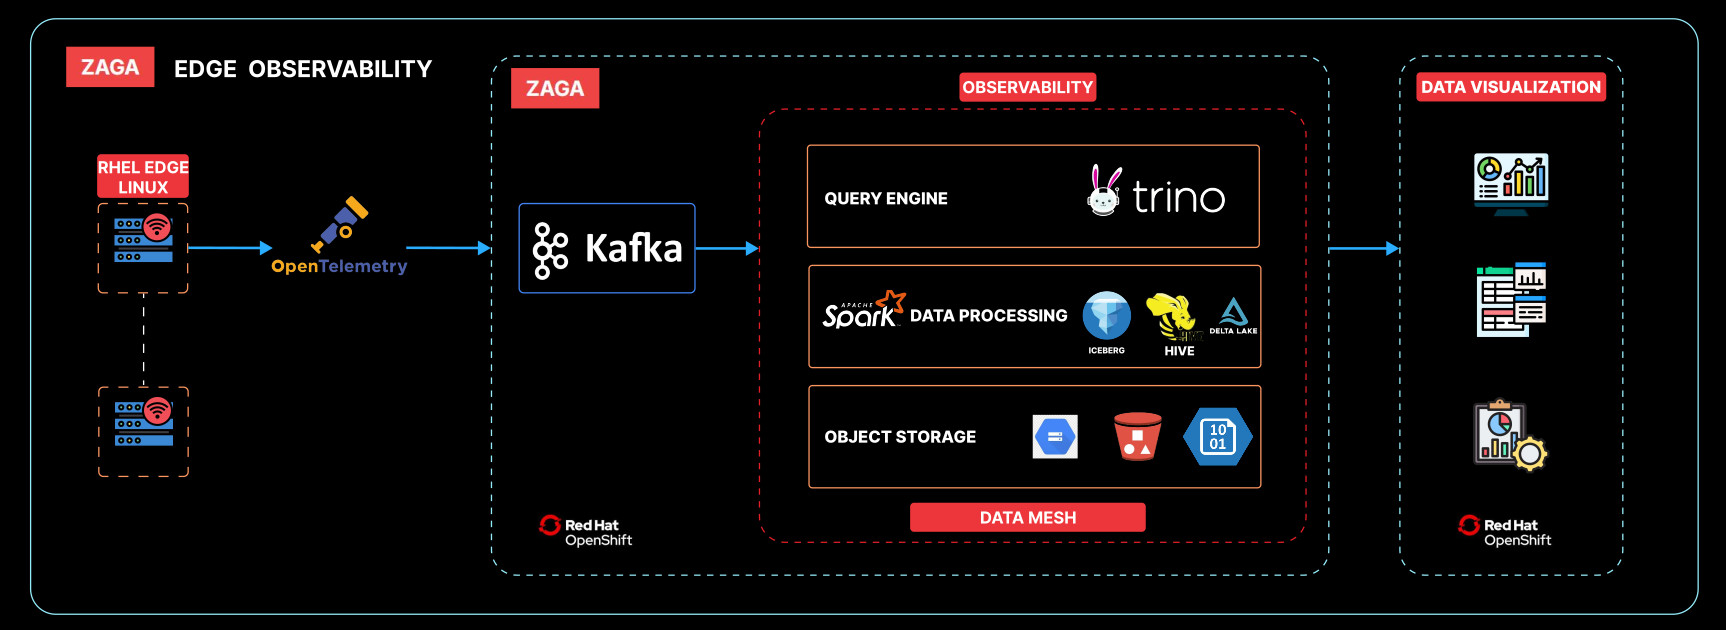 ZAGA
EDGE OBSERVABILITY
ZAGA
OBSERVABILITY
DATA VISUALIZATION
RHEL EDGE
LINUX
OpenTelemetry
Kafka
QUERY ENGINE
trino
APACHE
Spark
DATA PROCESSING
ICEBERG
HIVE
DELTA LAKE
OBJECT STORAGE
10
01
DATA MESH
Red Hat
OpenShift
Red Hat
OpenShift